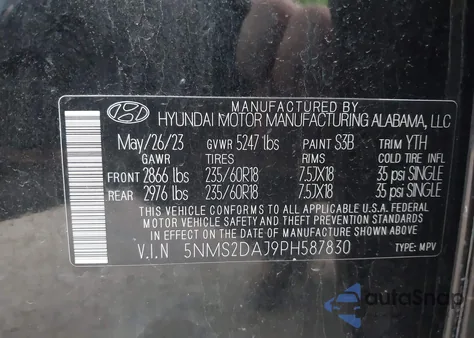 MANUFACTURED BY
HYUNDAI MOTOR MANUFACTURING ALABAMA, LLC
May/26/23 GVWR 5247 lbs PAINT S3B TRIM YTH
GAWR TIRES RIMS COLD TIRE INFL
FRONT 2866 lbs 235/60R18 7.5JX18 35 psi SINGLE
REAR 2976 lbs 235/60R18 7.5JX18 35 psi SINGLE
THIS VEHICLE CONFORMS TO ALL APPLICABLE U.S.A. FEDERAL
MOTOR VEHICLE SAFETY AND THEFT PREVENTION STANDARDS
IN EFFECT ON THE DATE OF MANUFACTURE SHOWN ABOVE.
V.I.N 5NMS2DAJ9PH587830 TYPE: MPV
autoSnap